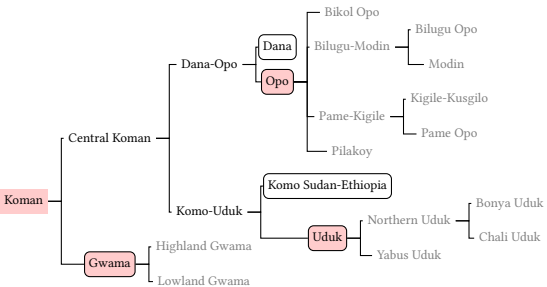 Bikol Opo
Bilugu Opo
Dana
Bilugu-Modin
Dana-Opo
Modin
Opo
Kigile-Kusgilo
Pame-Kigile
Pame Opo
Central Koman
Pilakoy
Komo Sudan-Ethiopia
Koman
Bonya Uduk
Komo-Uduk
Northern Uduk
Uduk
Chali Uduk
Highland Gwama
Yabus Uduk
Gwama
Lowland Gwama